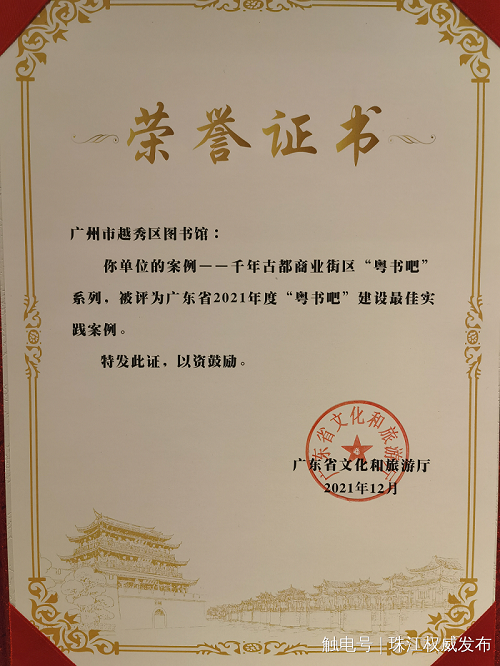 荣誉证书
广州市越秀区图书馆：
你单位的案例——千年古都商业街区“粤书吧”
系列，被评为广东省2021年度“粤书吧”建设最佳实
践案例。
特发此证，以资鼓励。
广东省文化和旅游厅
广东省文化和旅游厅
2021年12月
触电号 | 珠江权威发布